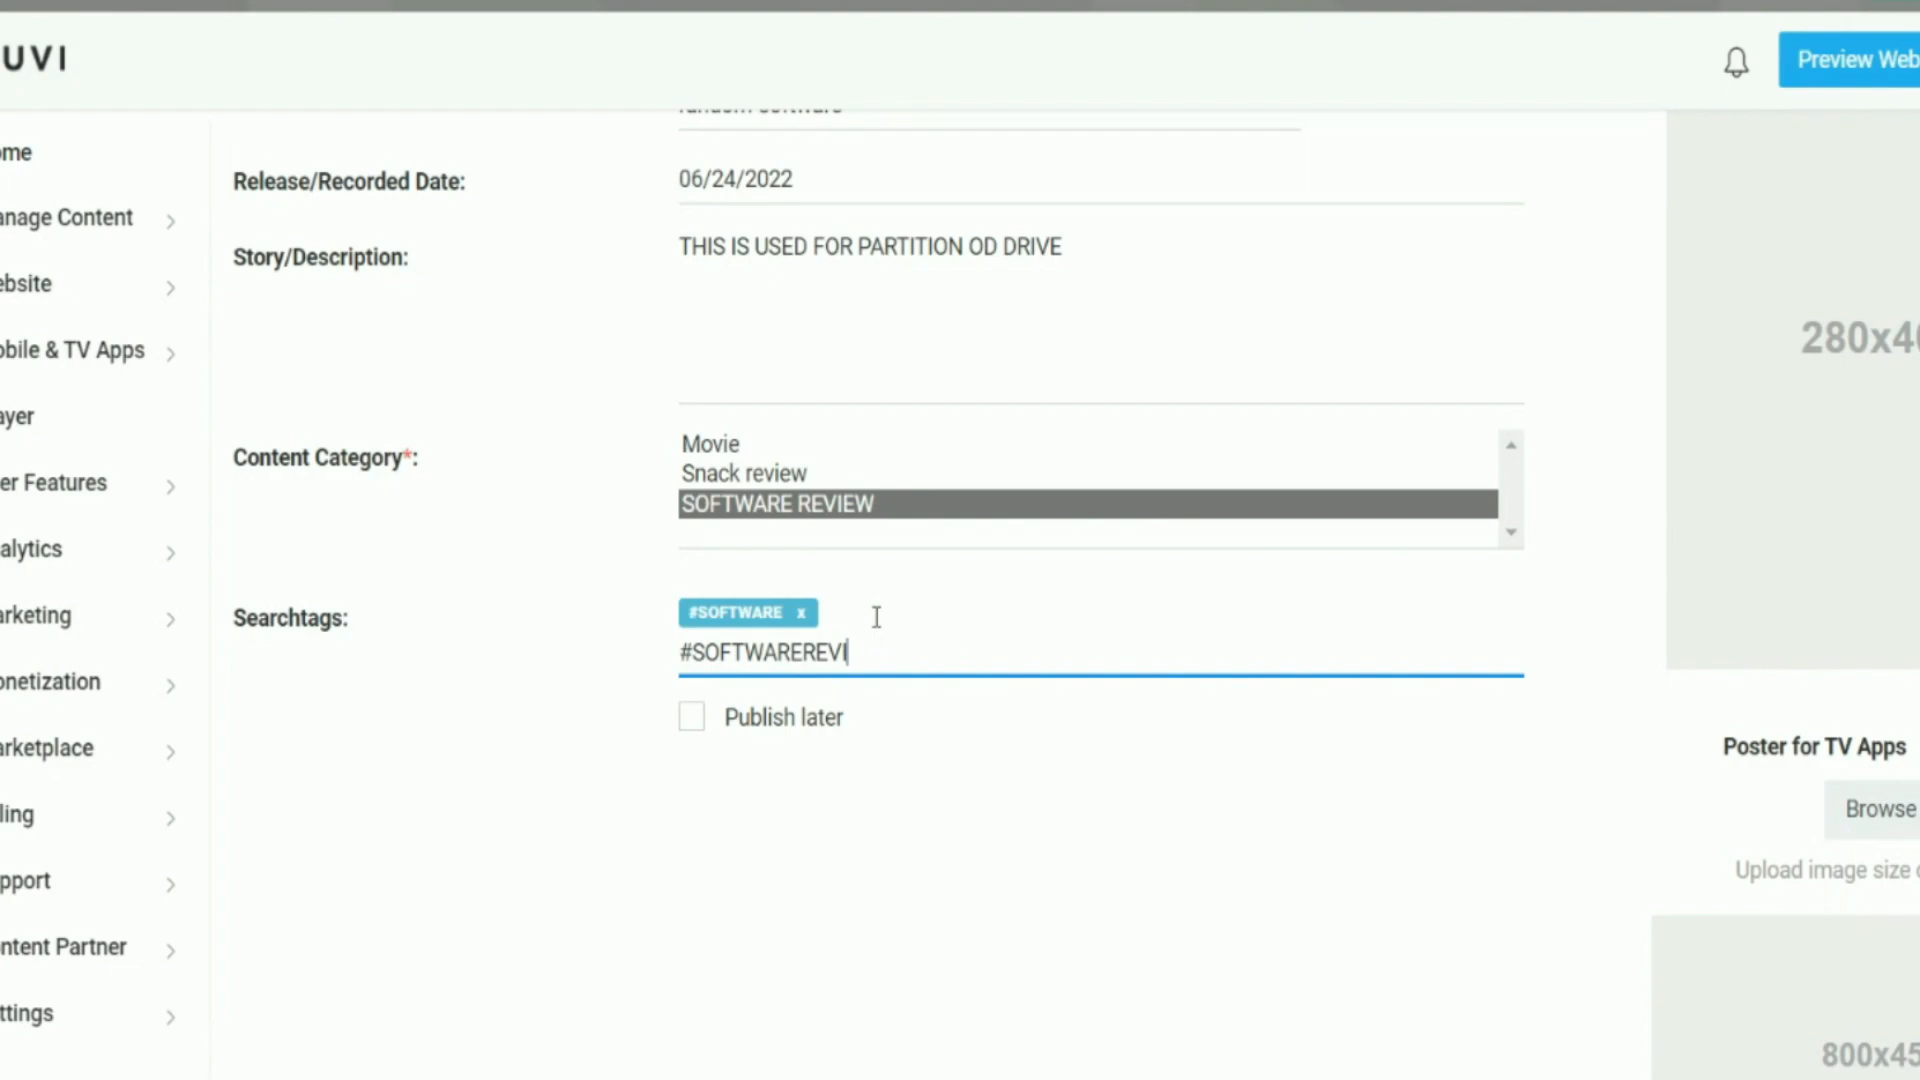 UVI
Preview Web
Release/Recorded Date:
06/24/2022
Story/Description:
THIS IS USED FOR PARTITION OD DRIVE
Content Category*:
Movie
Snack review
SOFTWARE REVIEW
Searchtags:
#SOFTWARE x
#SOFTWAREREVI
Publish later
ome
anage Content
ebsite
obile & TV Apps
ayer
er Features
alytics
arketing
onetization
arketplace
ling
pport
ntent Partner
ttings
280x40
Poster for TV Apps
Browse
Upload image size
800x45